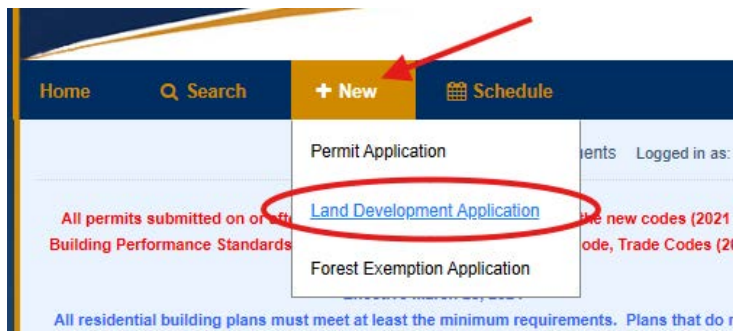 Home Search + New Schedule
Permit Application
ents Logged in as:
Land Development Application
All permits submitted on or the new codes (2021
Building Performance Standards ode, Trade Codes (20
Forest Exemption Application
All residential building plans must meet at least the minimum requirements. Plans that do